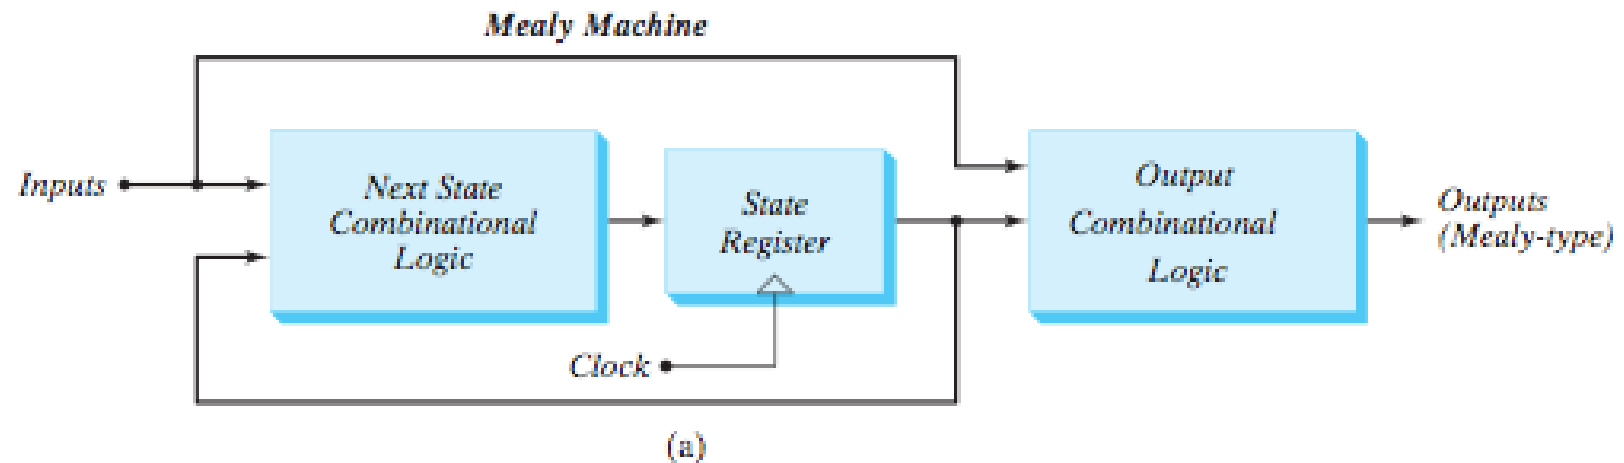 Mealy Machine
Inputs
Next State
Combinational
Logic
State
Register
Clock
Output
Combinational
Logic
Outputs
(Mealy-type)
(a)